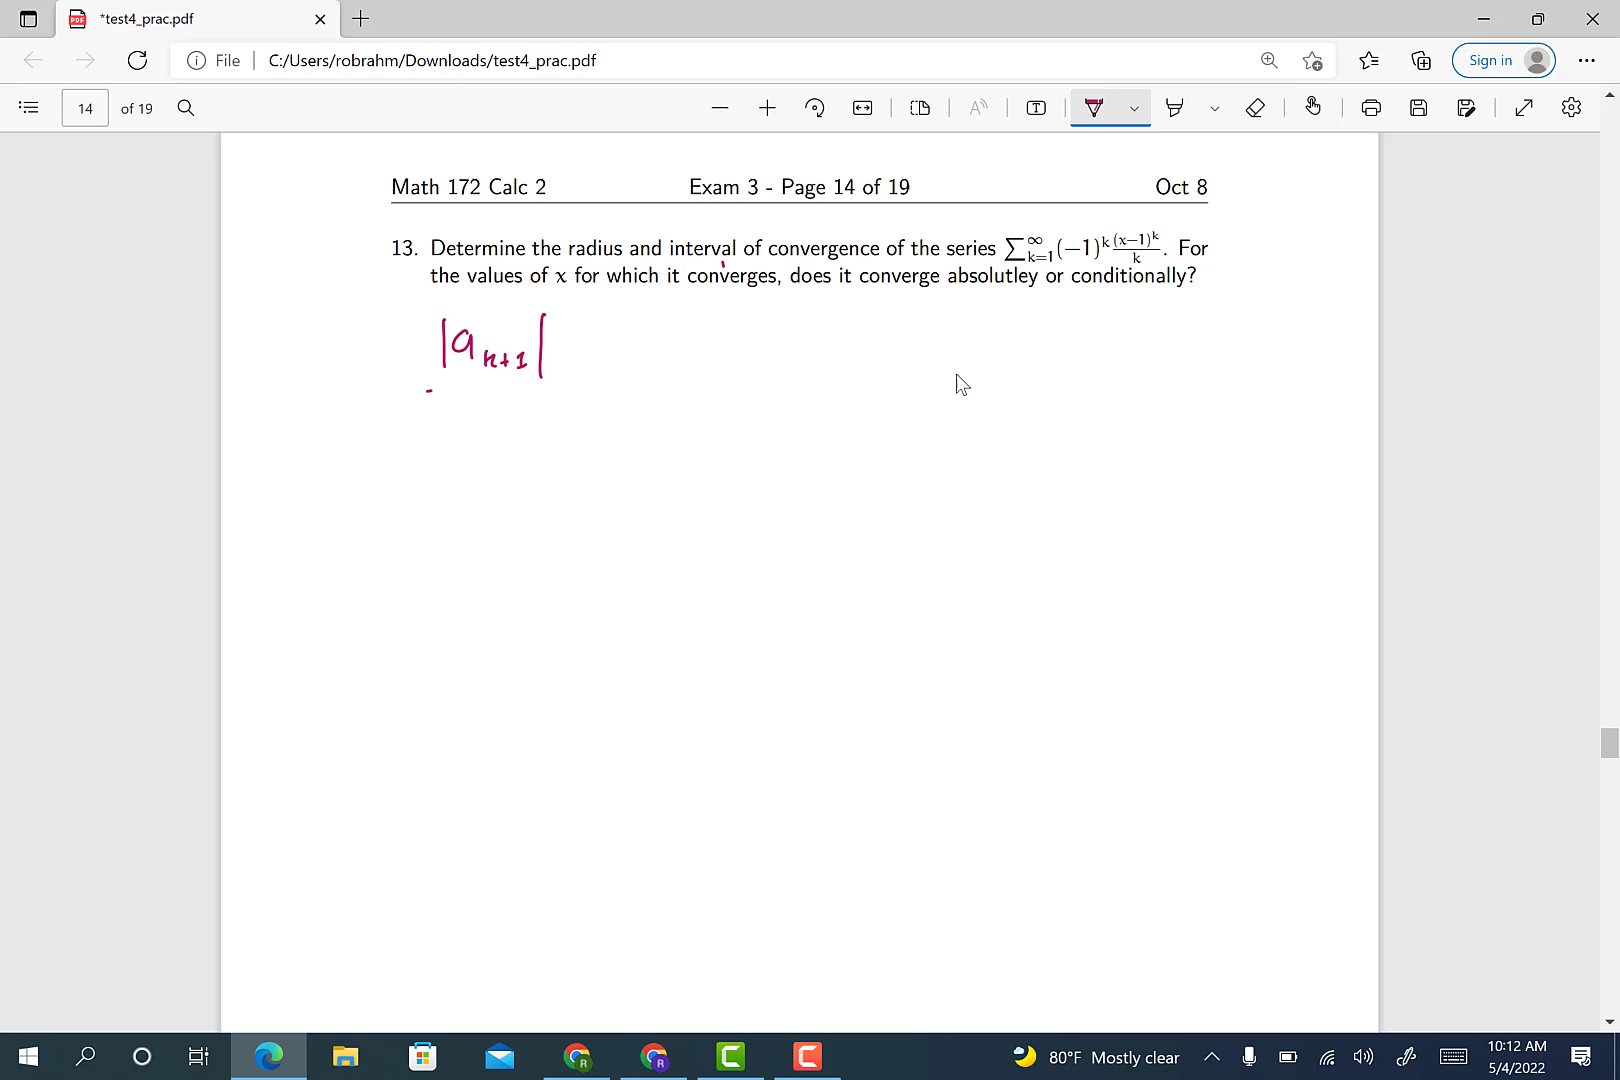 *test4_prac.pdf
File C:/Users/robrahm/Downloads/test4_prac.pdf Sign in
14 of 19
Math 172 Calc 2 Exam 3 - Page 14 of 19 Oct 8
13. Determine the radius and interval of convergence of the series ∑_{k=1}^{∞}(−1)^k \frac{(x−1)^k}{k}. For
the values of x for which it converges, does it converge absolutley or conditionally?
|a_{k+1}|
80°F Mostly clear 10:12 AM
5/4/2022